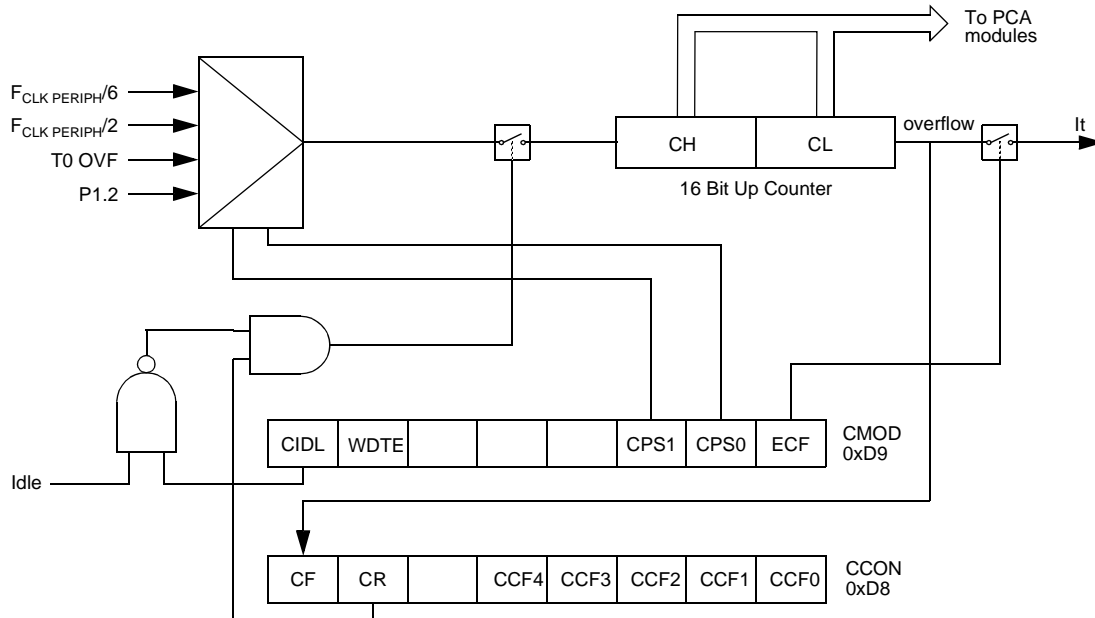 To PCA
modules
FCLK PERIPH/6
FCLK PERIPH/2
T0 OVF
P1.2
CH
CL
overflow
It
16 Bit Up Counter
CIDL
WDTE
CPS1
CPS0
ECF
CMOD
0xD9
Idle
CF
CR
CCF4
CCF3
CCF2
CCF1
CCF0
CCON
0xD8